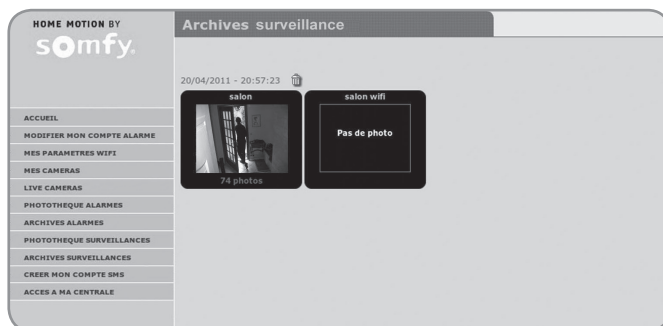 HOME MOTION BY
somfy.
Archives surveillance
20/04/2011 - 20:57:23
salon
salon wifi
Pas de photo
74 photos
ACCUEIL
MODIFIER MON COMPTE ALARME
MES PARAMETRES WIFI
MES CAMERAS
LIVE CAMERAS
PHOTOTHEQUE ALARMES
ARCHIVES ALARMES
PHOTOTHEQUE SURVEILLANCES
ARCHIVES SURVEILLANCES
CREER MON COMPTE SMS
ACCES A MA CENTRALE